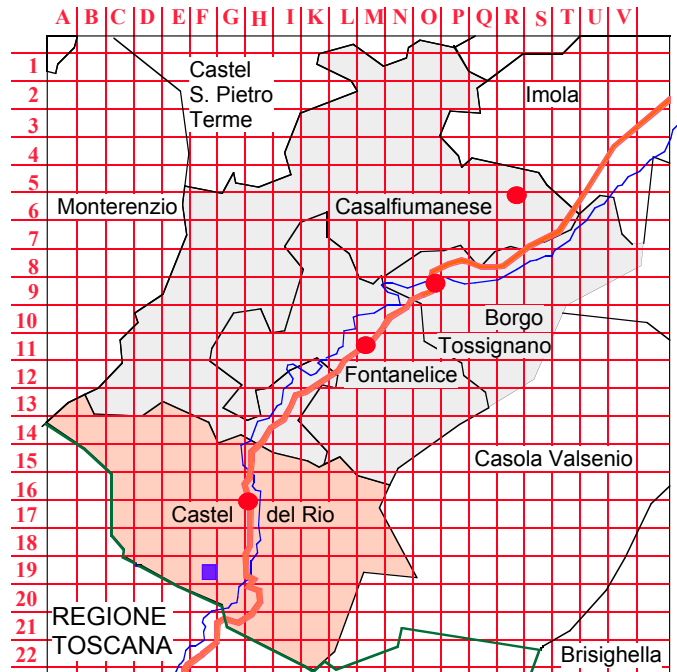 A B C D E F G H I K L M N O P Q R S T U V
1
Castel
2
S. Pietro
Imola
Terme
3
4
5
Monterenzio
6
Casalfiumanese
7
8
9
10
Borgo
11
Tossignano
12
Fontanelice
13
14
15
Casola Valsenio
16
17
Castel del Rio
18
19
20
REGIONE
21
TOSCANA
22
Brisighella